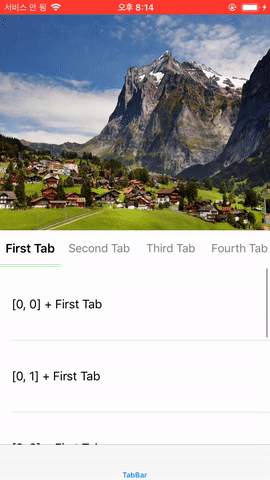 서비스 안 됨 오후 8:14
First Tab Second Tab Third Tab Fourth Tab
[0, 0] + First Tab
[0, 1] + First Tab
TabBar